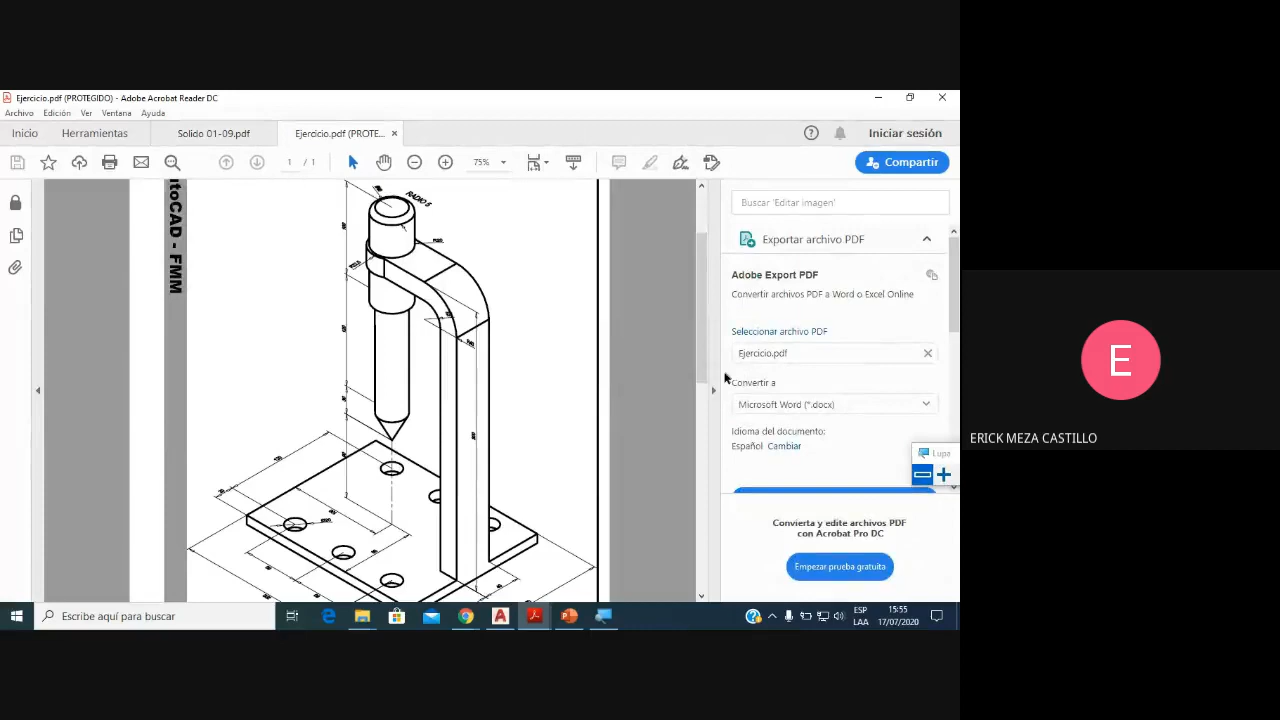 Ejercicio.pdf (PROTEGIDO) - Adobe Acrobat Reader DC
Archivo Edición Ver Ventana Ayuda
Inicio Herramientas Solido 01-09.pdf Ejercicio.pdf (PROTE... ×
Iniciar sesión
1 / 1 75%
Compartir
utoCAD - FMM
RADIO 5
Buscar 'Editar imagen'
Exportar archivo PDF
Adobe Export PDF
Convertir archivos PDF a Word o Excel Online
Seleccionar archivo PDF
Ejercicio.pdf
Convertir a
Microsoft Word (*.docx)
Idioma del documento:
Español Cambiar
Lupa
Convierta y edite archivos PDF
con Acrobat Pro DC
Empezar prueba gratuita
Escribe aquí para buscar
ESP
LAA
15:55
17/07/2020
E
ERICK MEZA CASTILLO